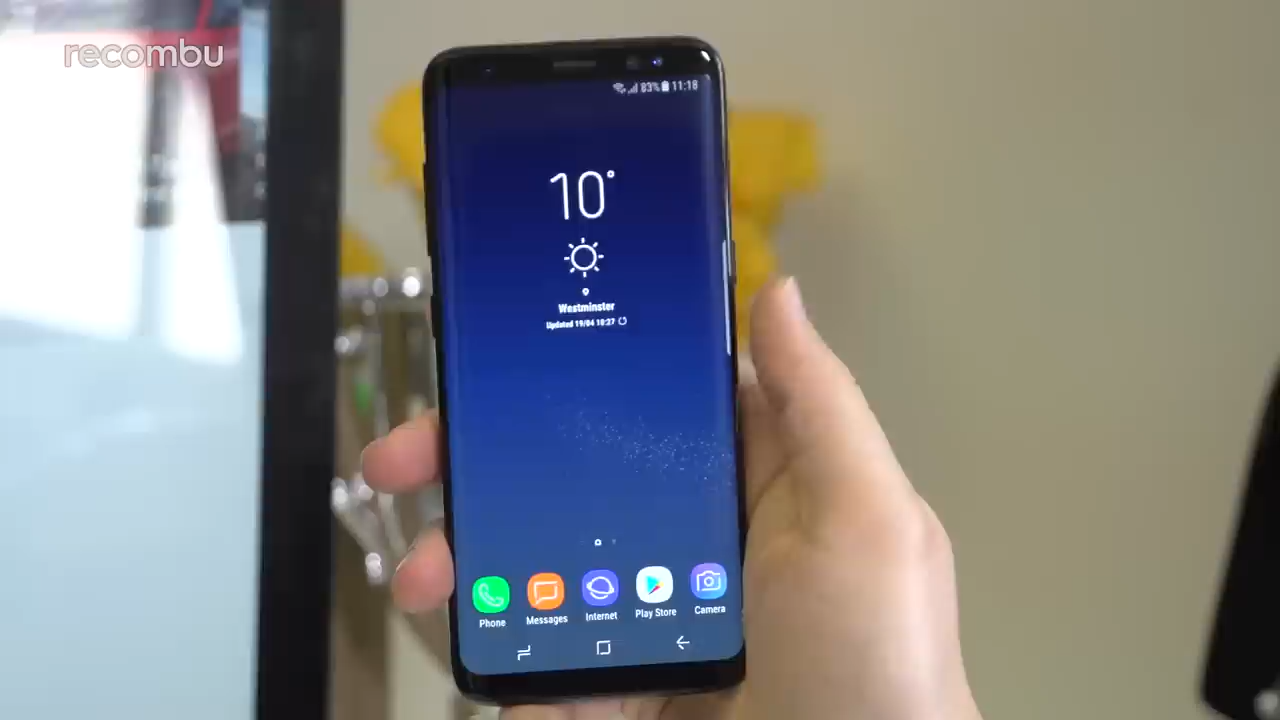 recombu
83% 11:18
10°
Westminster
Updated 19/04 10:27
Phone
Messages
Internet
Play Store
Camera